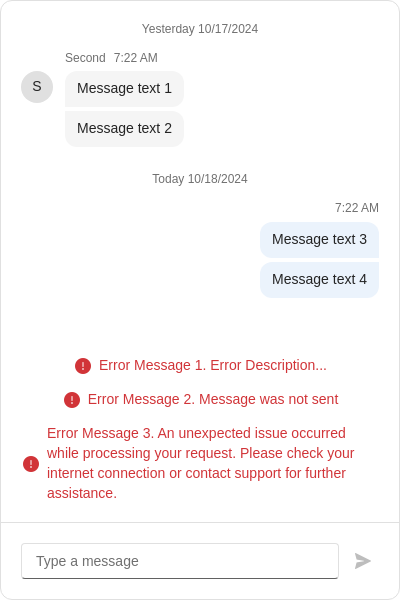 Yesterday 10/17/2024
Second 7:22 AM
S
Message text 1
Message text 2
Today 10/18/2024
7:22 AM
Message text 3
Message text 4
Error Message 1. Error Description...
Error Message 2. Message was not sent
Error Message 3. An unexpected issue occurred
while processing your request. Please check your
internet connection or contact support for further
assistance.
Type a message